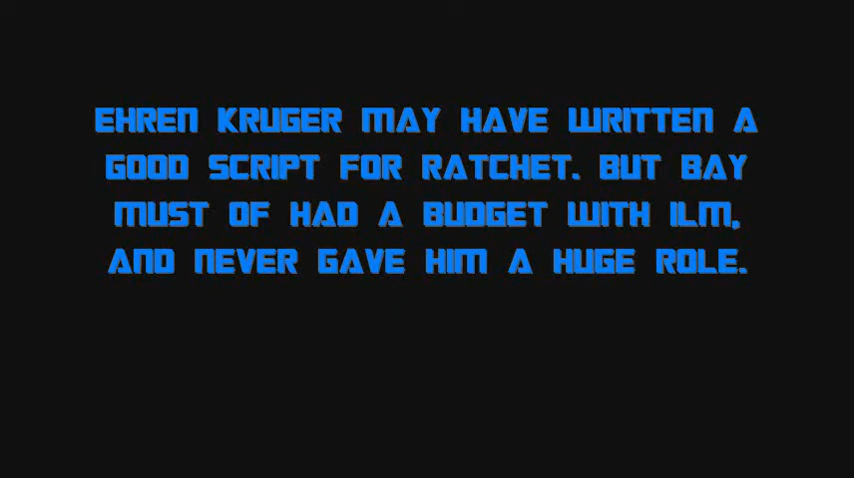 EHREN KRUGER MAY HAVE WRITTEN A
GOOD SCRIPT FOR RATCHET. BUT BAY
MUST OF HAD A BUDGET WITH ILM,
AND NEVER GAVE HIM A HUGE ROLE.